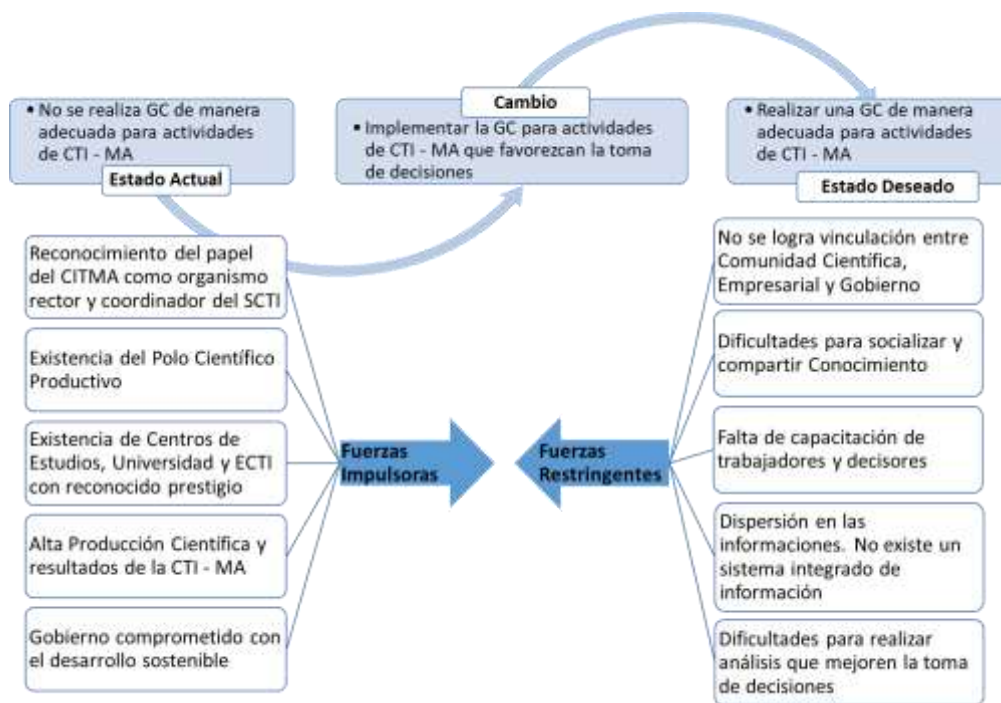 • No se realiza GC de manera
adecuada para actividades
de CTI - MA
Estado Actual
Cambio
• Implementar la GC para actividades
de CTI - MA que favorezcan la toma
de decisiones
• Realizar una GC de manera
adecuada para actividades
de CTI - MA
Estado Deseado
Reconocimiento del papel
del CITMA como organismo
rector y coordinador del SCTI
Existencia del Polo Científico
Productivo
Existencia de Centros de
Estudios, Universidad y ECTI
con reconocido prestigio
Alta Producción Científica y
resultados de la CTI - MA
Gobierno comprometido con
el desarrollo sostenible
Fuerzas
Impulsoras
Fuerzas
Restringentes
No se logra vinculación entre
Comunidad Científica,
Empresarial y Gobierno
Dificultades para socializar y
compartir Conocimiento
Falta de capacitación de
trabajadores y decisores
Dispersión en las
informaciones. No existe un
sistema integrado de
información
Dificultades para realizar
análisis que mejoren la toma
de decisiones